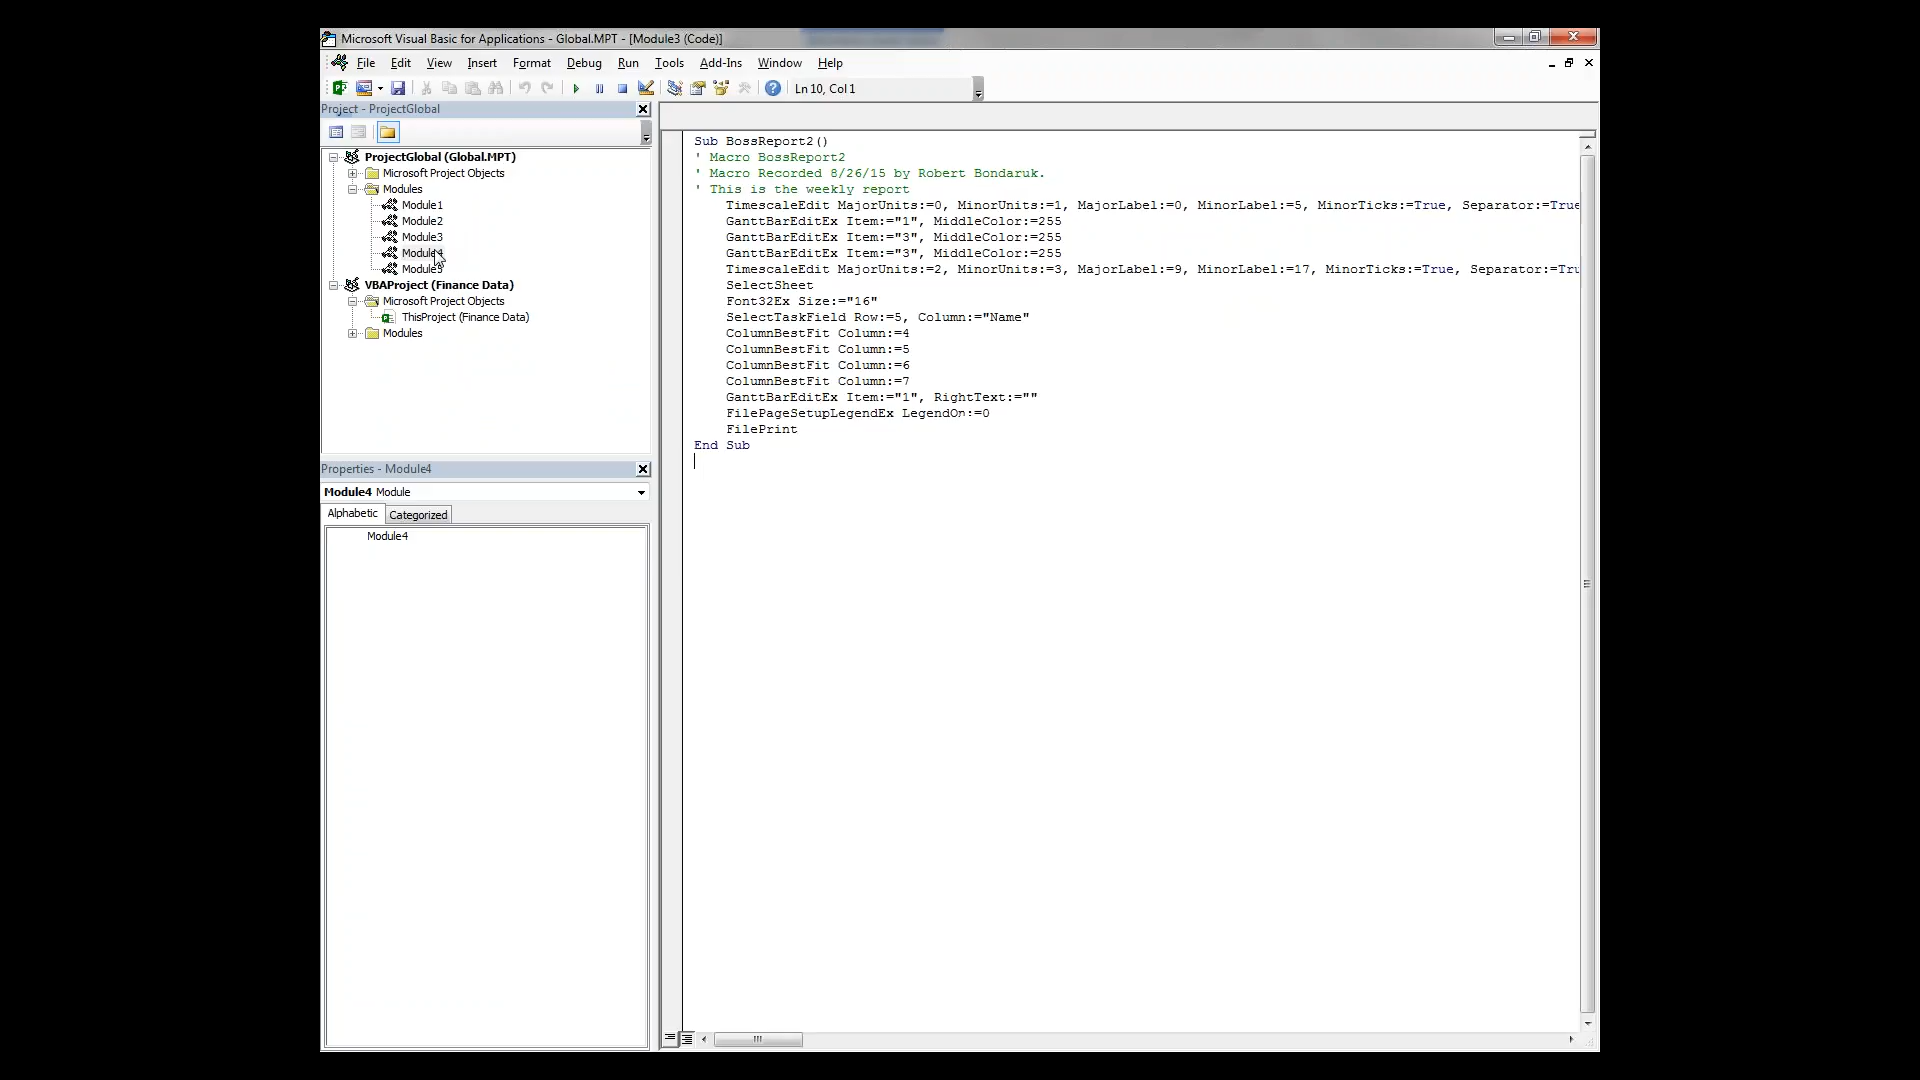 Microsoft Visual Basic for Applications - Global.MPT - [Module3 (Code)]
File Edit View Insert Format Debug Run Tools Add-Ins Window Help
Ln 10, Col 1
Project - ProjectGlobal
ProjectGlobal (Global.MPT)
Microsoft Project Objects
Modules
Module1
Module2
Module3
Module4
Module5
VBAProject (Finance Data)
Microsoft Project Objects
ThisProject (Finance Data)
Modules
Properties - Module4
Module4 Module
Alphabetic Categorized
Module4
Sub BossReport2()
' Macro BossReport2
' Macro Recorded 8/26/15 by Robert Bondaruk.
' This is the weekly report
TimescaleEdit MajorUnits:=0, MinorUnits:=1, MajorLabel:=0, MinorLabel:=5, MinorTicks:=True, Separator:=True
GanttBarEditEx Item:="1", MiddleColor:=255
GanttBarEditEx Item:="3", MiddleColor:=255
GanttBarEditEx Item:="3", MiddleColor:=255
TimescaleEdit MajorUnits:=2, MinorUnits:=3, MajorLabel:=9, MinorLabel:=17, MinorTicks:=True, Separator:=Tru
SelectSheet
Font32Ex Size:="16"
SelectTaskField Row:=5, Column:="Name"
ColumnBestFit Column:=4
ColumnBestFit Column:=5
ColumnBestFit Column:=6
ColumnBestFit Column:=7
GanttBarEditEx Item:="1", RightText:=""
FilePageSetupLegendEx LegendOn:=0
FilePrint
End Sub